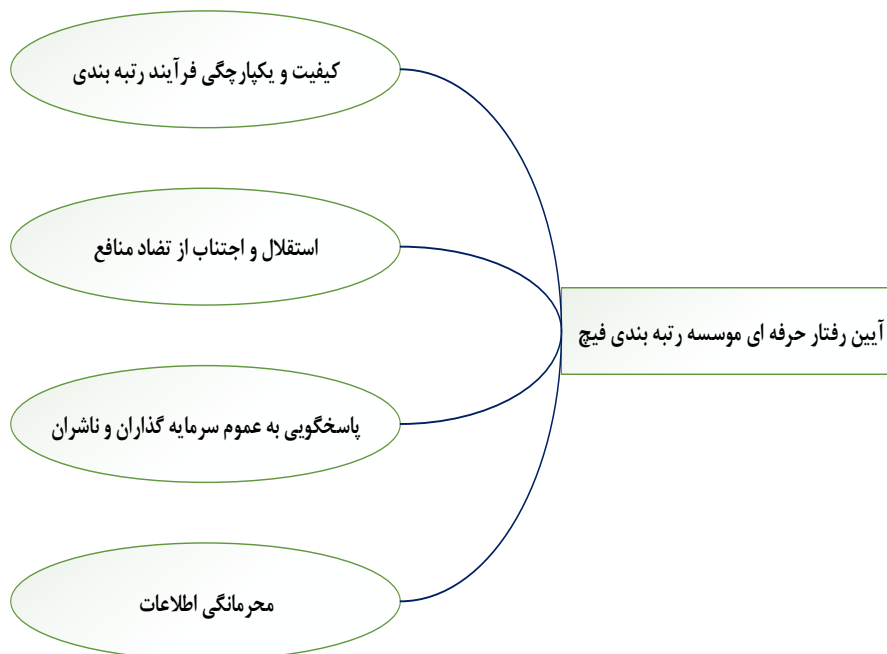 آیین رفتار حرفه ای موسسه رتبه بندی فیچ
کیفیت و یکپارچگی فرآیند رتبه بندی
استقلال و اجتناب از تضاد منافع
پاسخگویی به عموم سرمایه گذاران و ناشران
محرمانگی اطلاعات